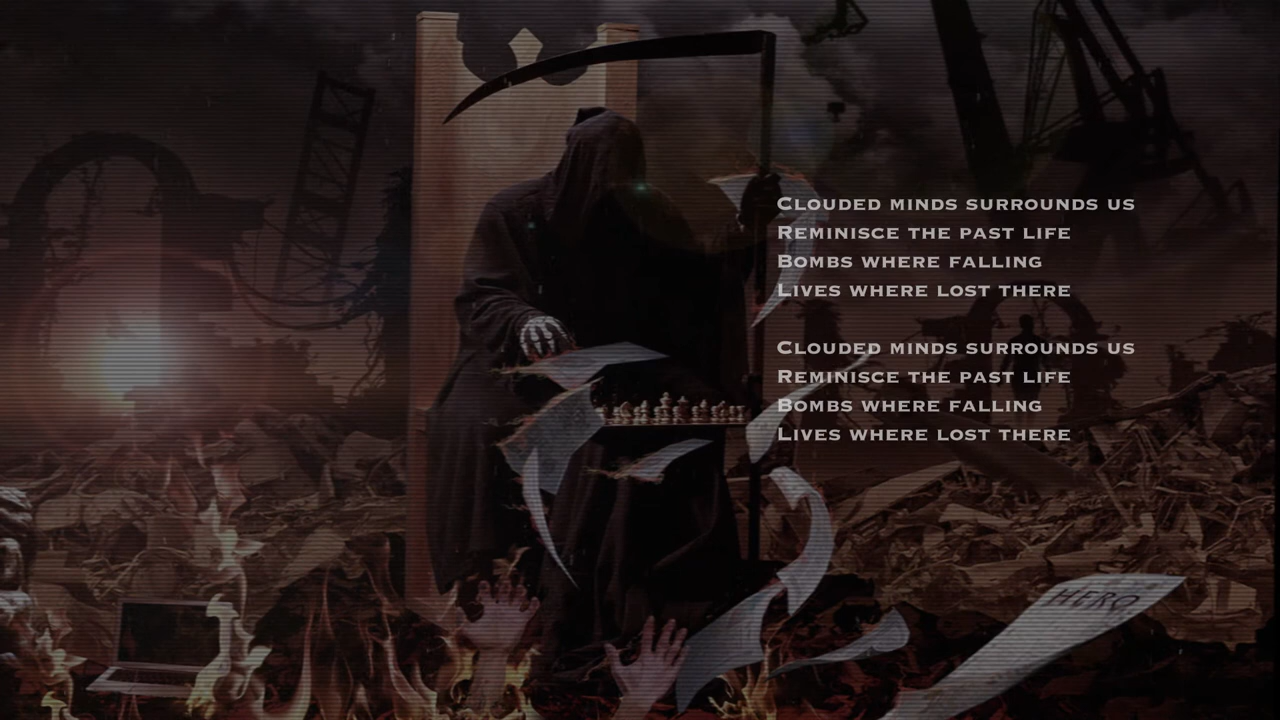 Clouded minds surrounds us
Reminisce the past life
Bombs where falling
Lives where lost there
Clouded minds surrounds us
Reminisce the past life
Bombs where falling
Lives where lost there
HERO